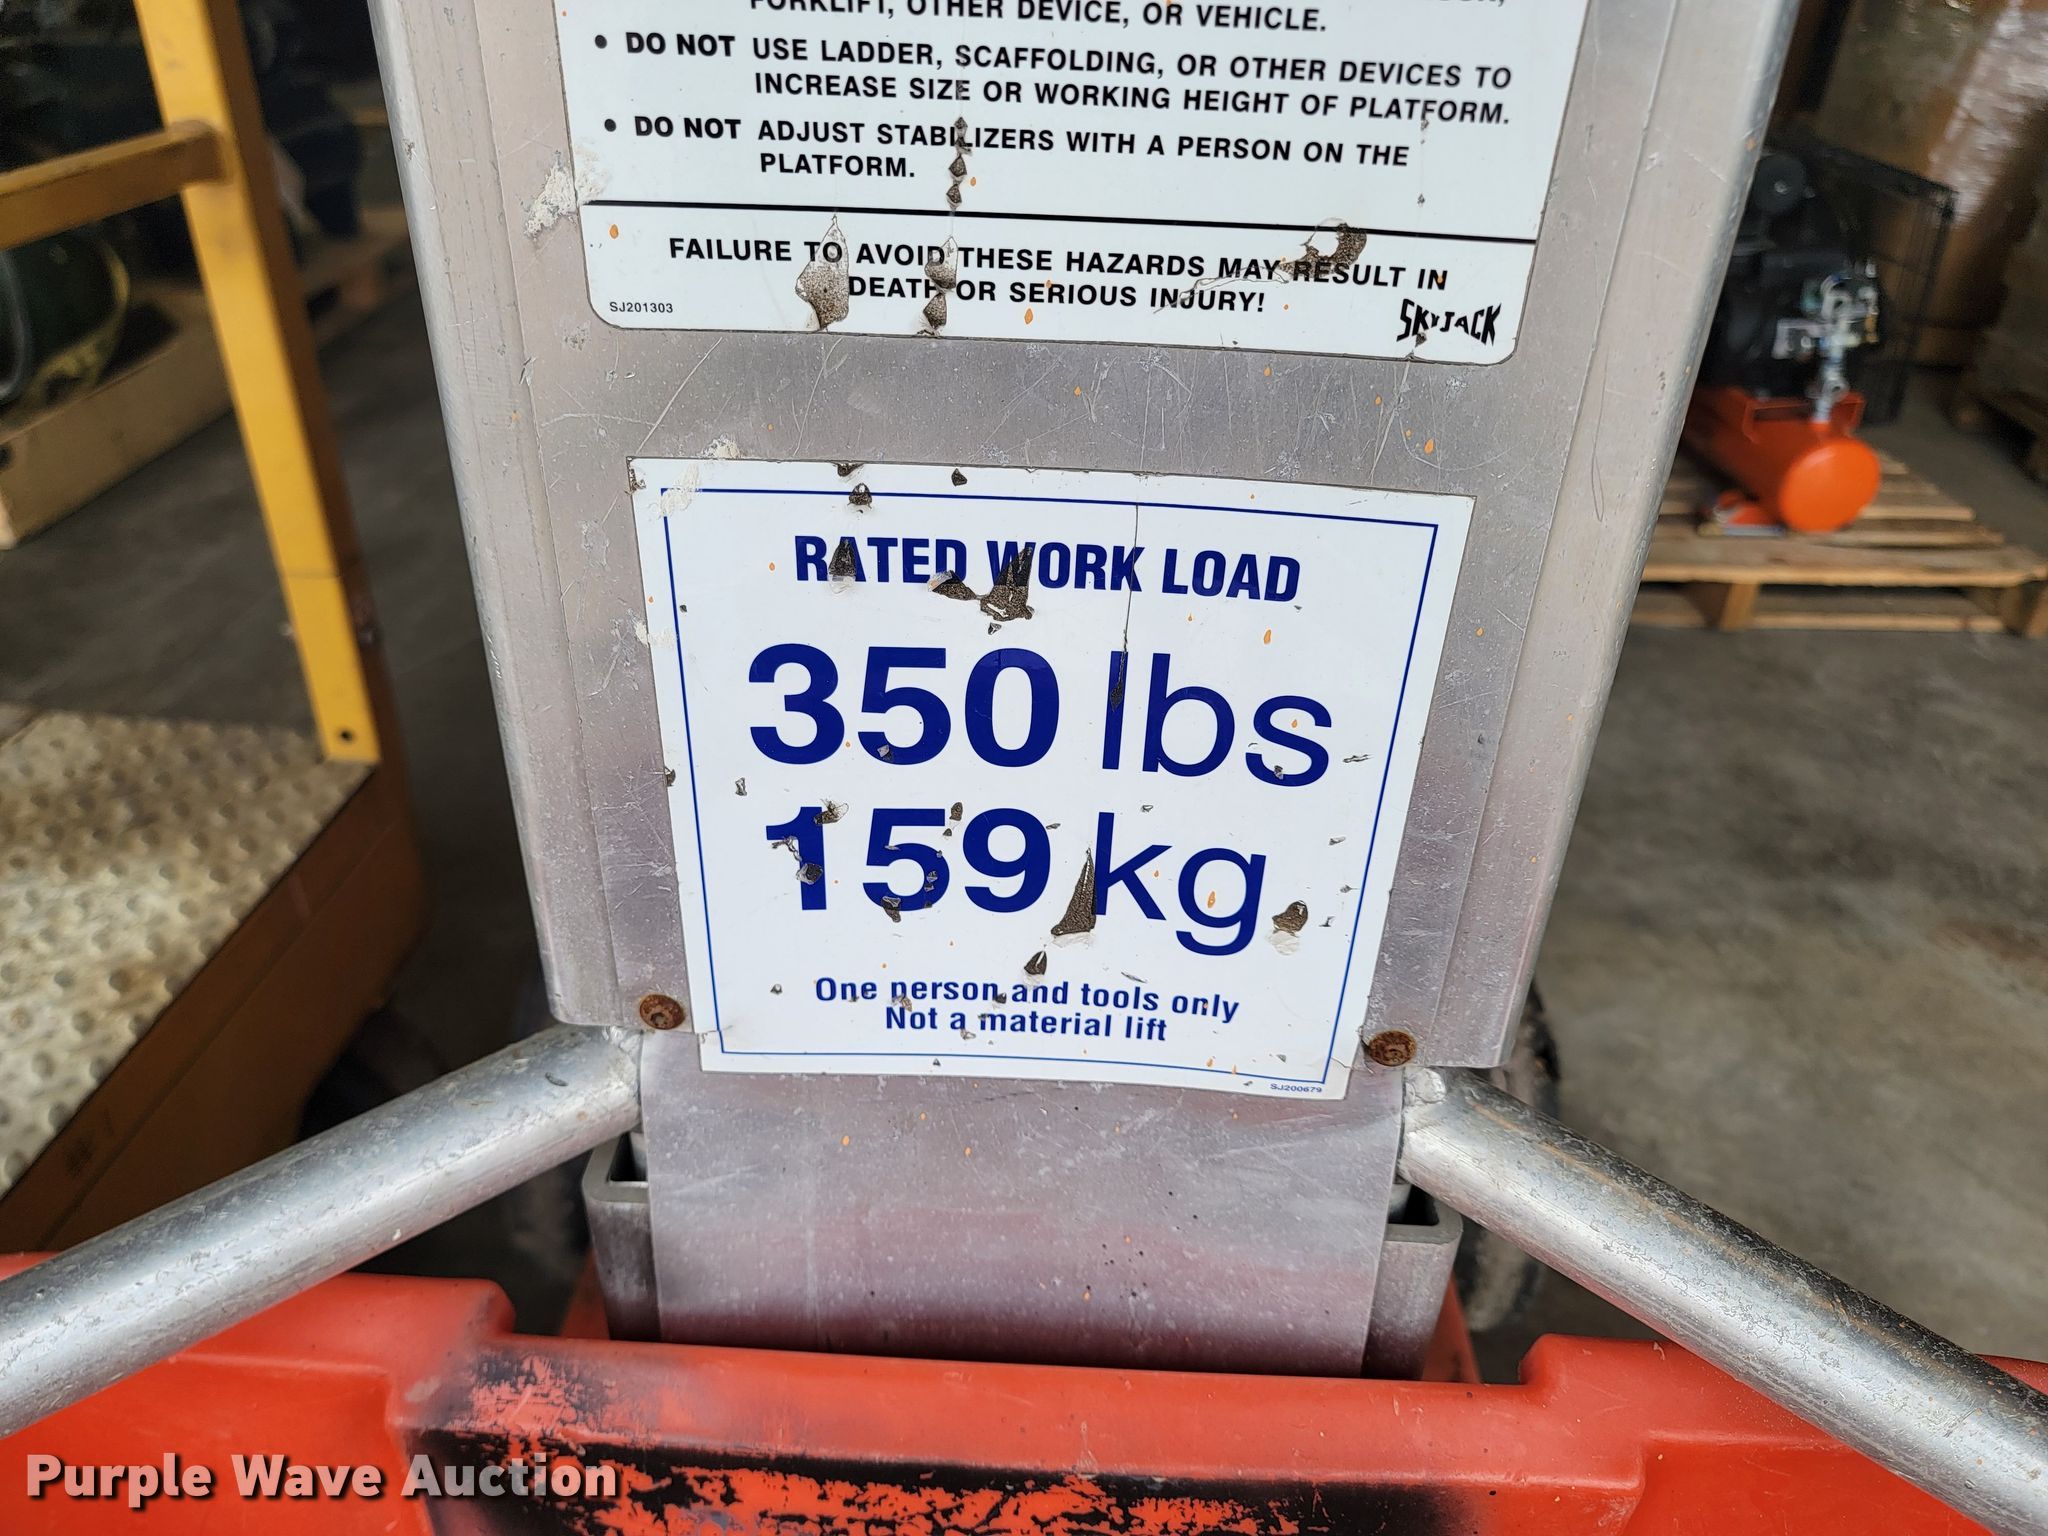 FORKLIFT, OTHER DEVICE, OR VEHICLE.
• DO NOT USE LADDER, SCAFFOLDING, OR OTHER DEVICES TO
INCREASE SIZE OR WORKING HEIGHT OF PLATFORM.
• DO NOT ADJUST STABILIZERS WITH A PERSON ON THE
PLATFORM.
FAILURE TO AVOID THESE HAZARDS MAY RESULT IN
DEATH OR SERIOUS INJURY!
SJ201303
SKYJACK
RATED WORK LOAD
350 lbs
159 kg
One person and tools only
Not a material lift
SJ200679
Purple Wave Auction